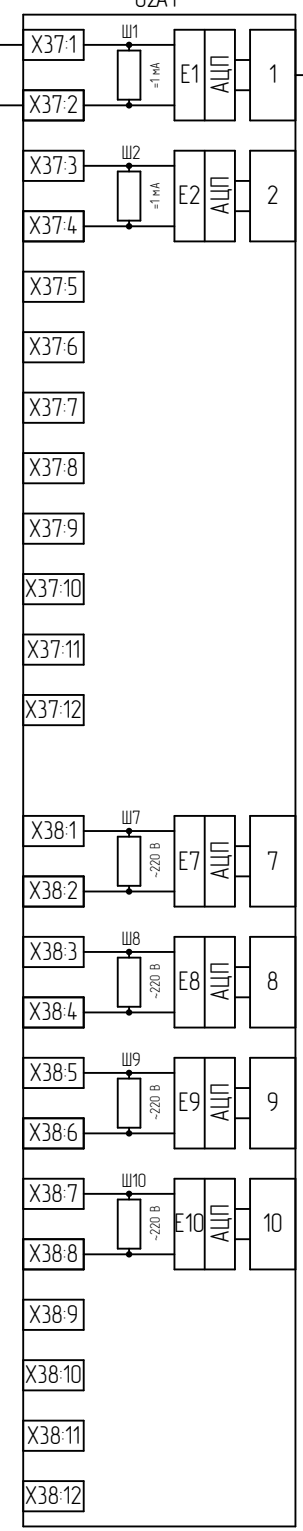 X37:1 Ш1 =1 мА E1 АЦП 1
X37:2
X37:3 Ш2 =1 мА E2 АЦП 2
X37:4
X37:5
X37:6
X37:7
X37:8
X37:9
X37:10
X37:11
X37:12
X38:1 Ш7 ~220 В E7 АЦП 7
X38:2
X38:3 Ш8 ~220 В E8 АЦП 8
X38:4
X38:5 Ш9 ~220 В E9 АЦП 9
X38:6
X38:7 Ш10 ~220 В E10 АЦП 10
X38:8
X38:9
X38:10
X38:11
X38:12